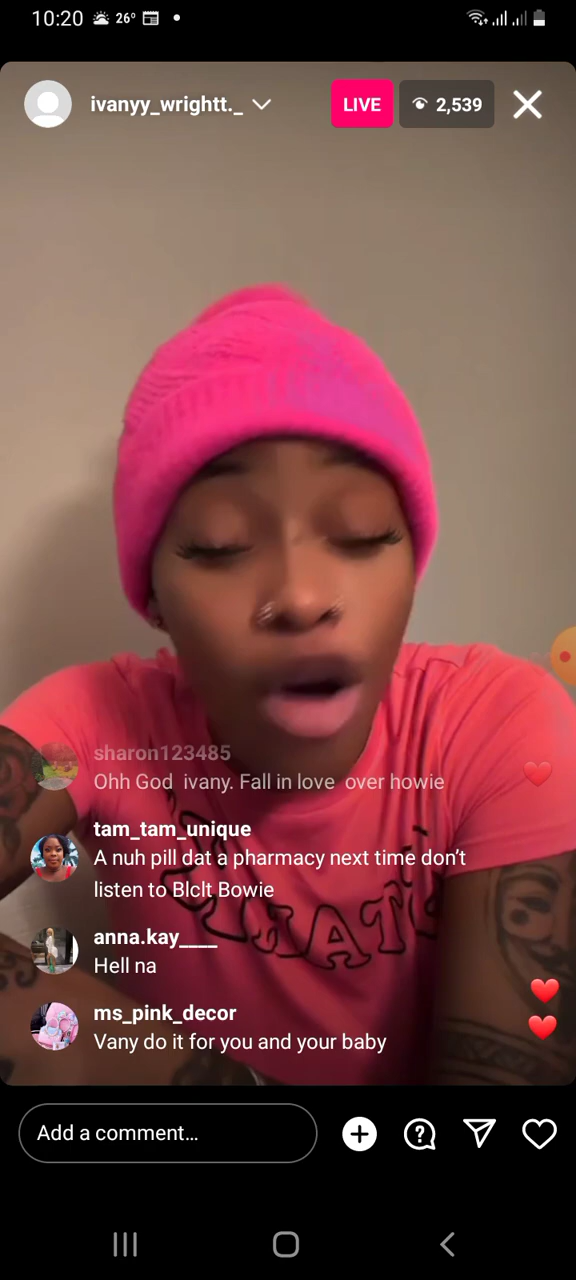 10:20 26°
ivanyy_wrightt._ LIVE 2,539
sharon123485
Ohh God ivany. Fall in love over howie
tam_tam_unique
A nuh pill dat a pharmacy next time don't
listen to Blclt Bowie
HATE
anna.kay____
Hell na
ms_pink_decor
Vany do it for you and your baby
Add a comment…